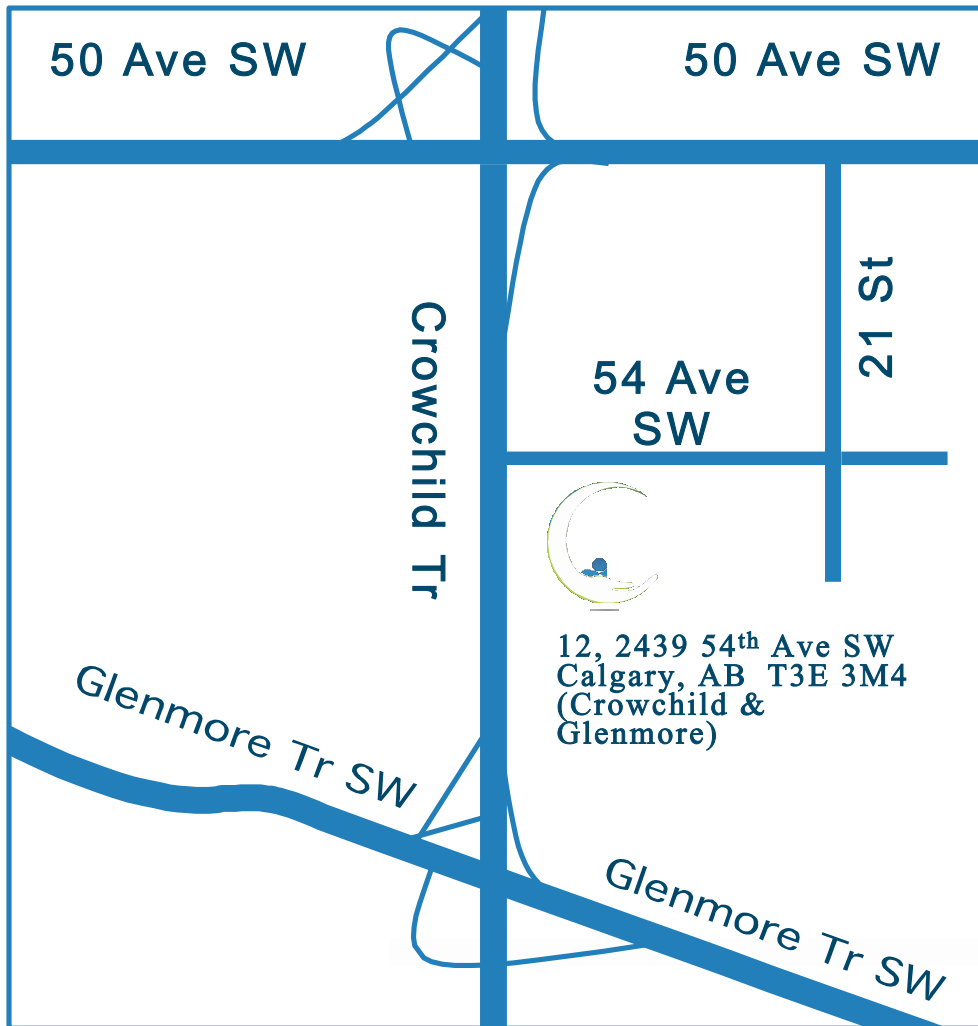 50 Ave SW
50 Ave SW
21 St
Crowchild Tr
54 Ave
SW
12, 2439 54th Ave SW
Calgary, AB T3E 3M4
(Crowchild &
Glenmore)
Glenmore Tr SW
Glenmore Tr SW